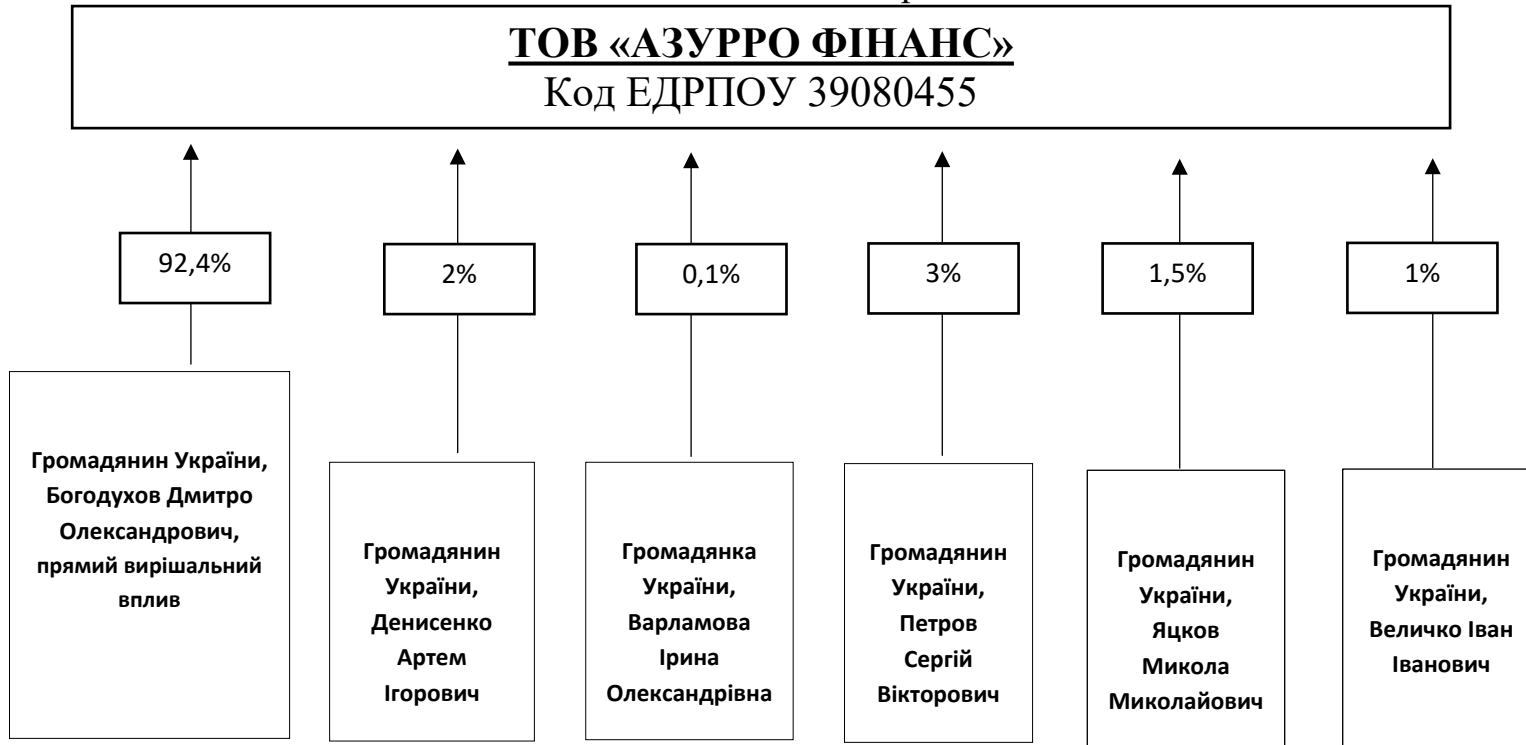 ТОВ «АЗУРРО ФІНАНС»
Код ЕДРПОУ 39080455
92,4%
2%
0,1%
3%
1,5%
1%
Громадянин України,
Богодухов Дмитро
Олександрович,
прямий вирішальний
вплив
Громадянин
України,
Денисенко
Артем
Ігорович
Громадянка
України,
Варламова
Ірина
Олександрівна
Громадянин
України,
Петров
Сергій
Вікторович
Громадянин
України,
Яцков
Микола
Миколайович
Громадянин
України,
Величко Іван
Іванович